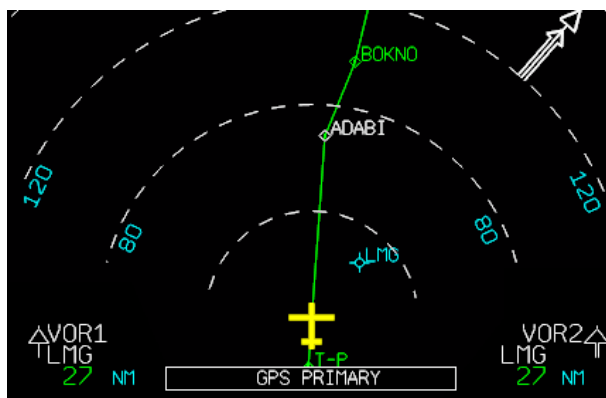 BOKNO
ADABI
120
120
80
80
LMG
VOR1
LMG
27 NM
VOR2
LMG
27 NM
T-P
GPS PRIMARY